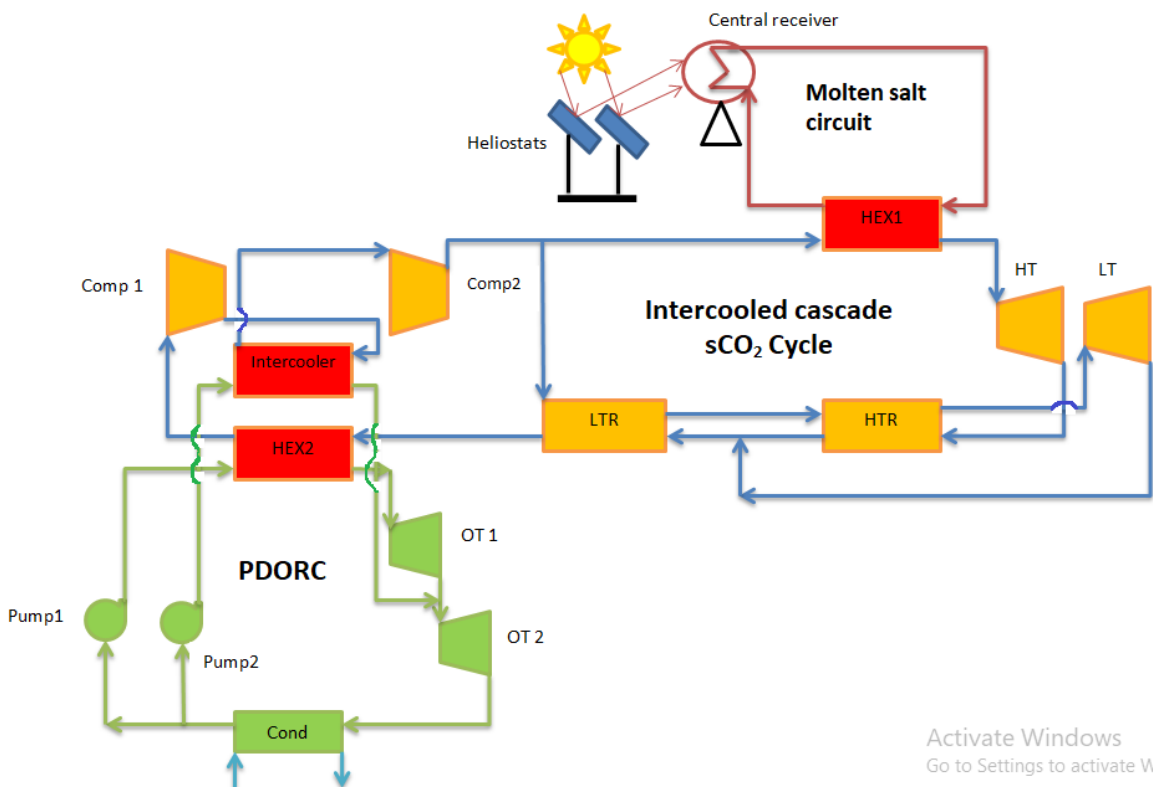 Central receiver
Molten salt
circuit
Heliostats
HEX1
Comp 1
Comp2
HT
LT
Intercooled cascade
sCO₂ Cycle
Intercooler
LTR
HTR
HEX2
OT 1
PDORC
Pump1
OT 2
Pump2
Cond
Activate Windows
Go to Settings to activate W